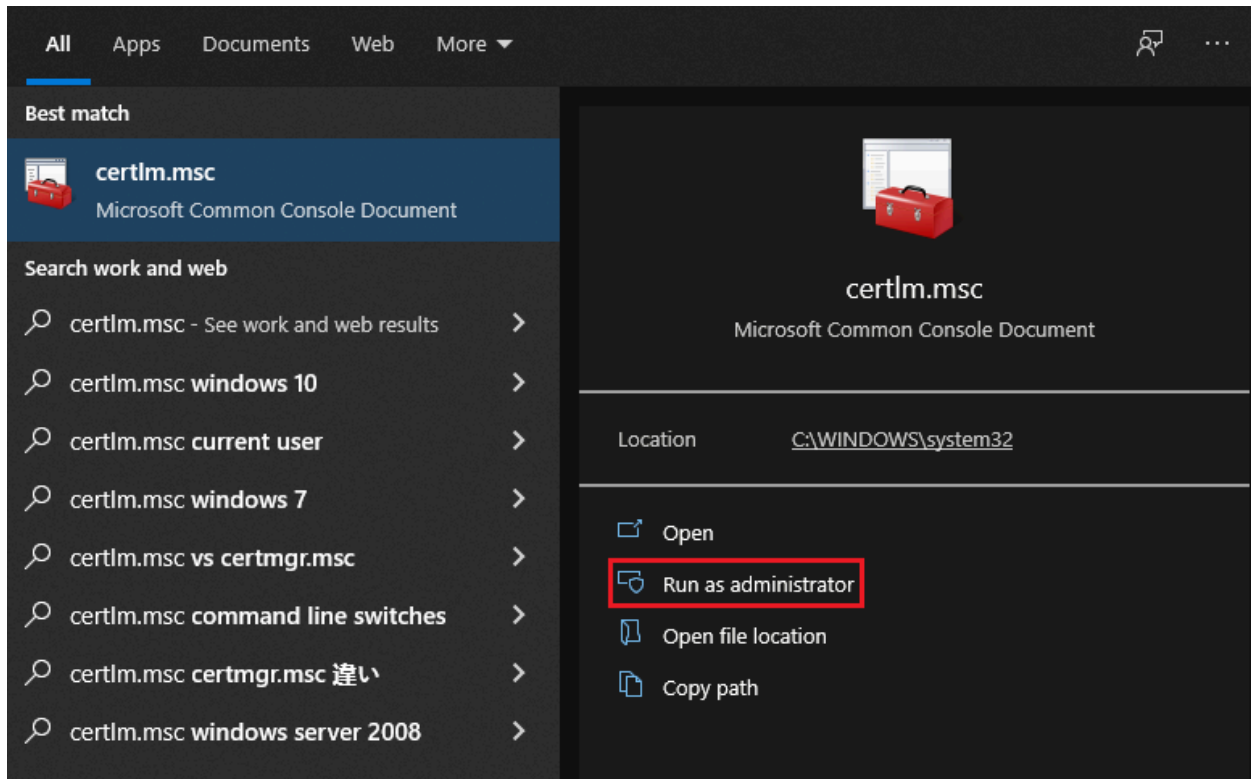 All Apps Documents Web More
Best match
certlm.msc
Microsoft Common Console Document
Search work and web
certlm.msc - See work and web results
certlm.msc windows 10
certlm.msc current user
certlm.msc windows 7
certlm.msc vs certmgr.msc
certlm.msc command line switches
certlm.msc certmgr.msc 違い
certlm.msc windows server 2008
certlm.msc
Microsoft Common Console Document
Location C:\WINDOWS\system32
Open
Run as administrator
Open file location
Copy path